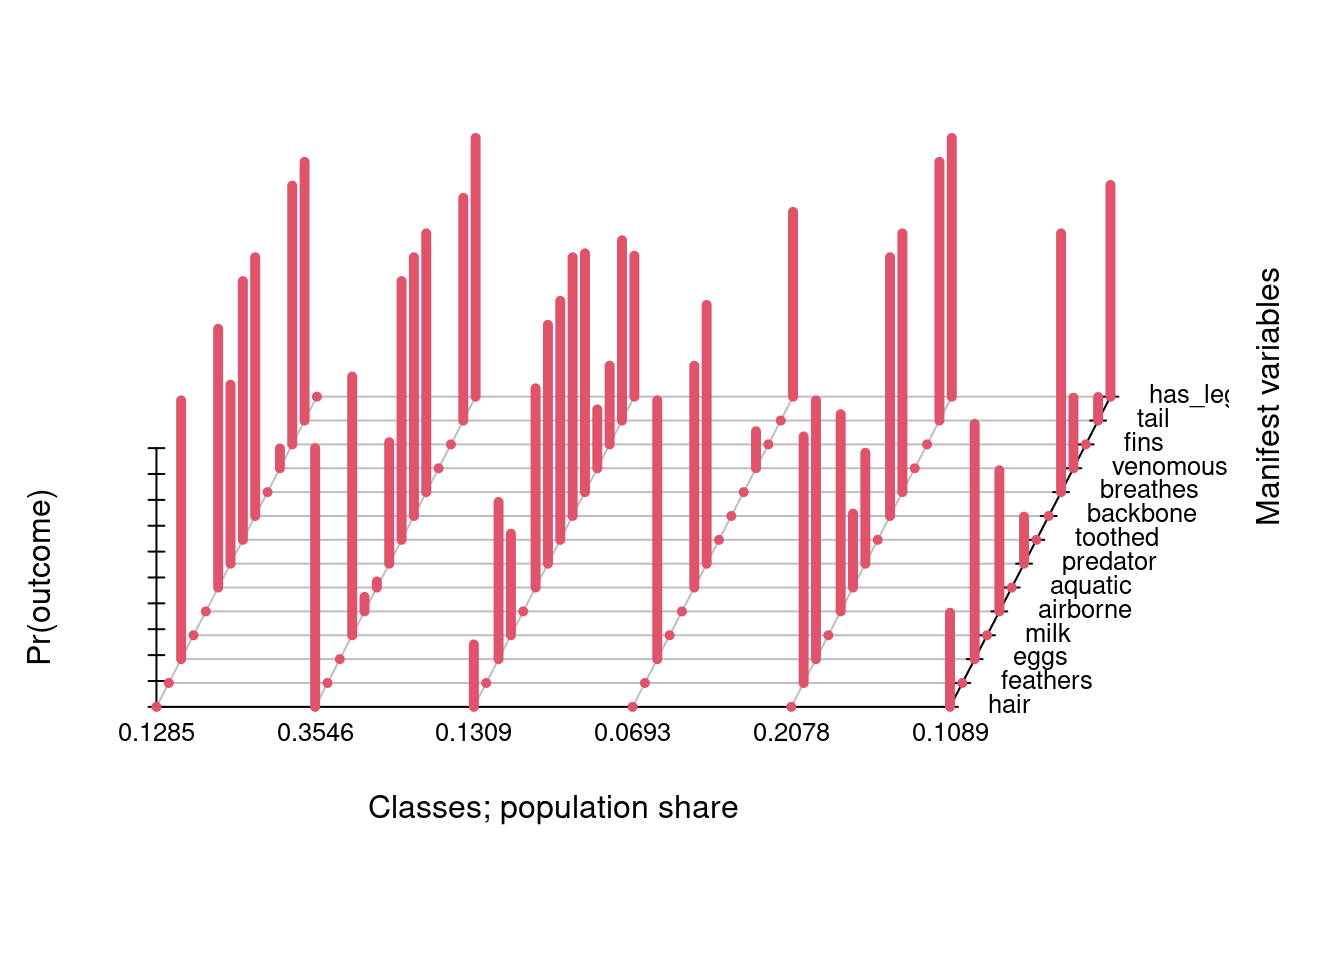 has_leg
tail
fins
venomous
breathes
backbone
toothed
predator
aquatic
airborne
milk
eggs
feathers
hair
Manifest variables
Pr(outcome)
0.1285 0.3546 0.1309 0.0693 0.2078 0.1089
Classes; population share